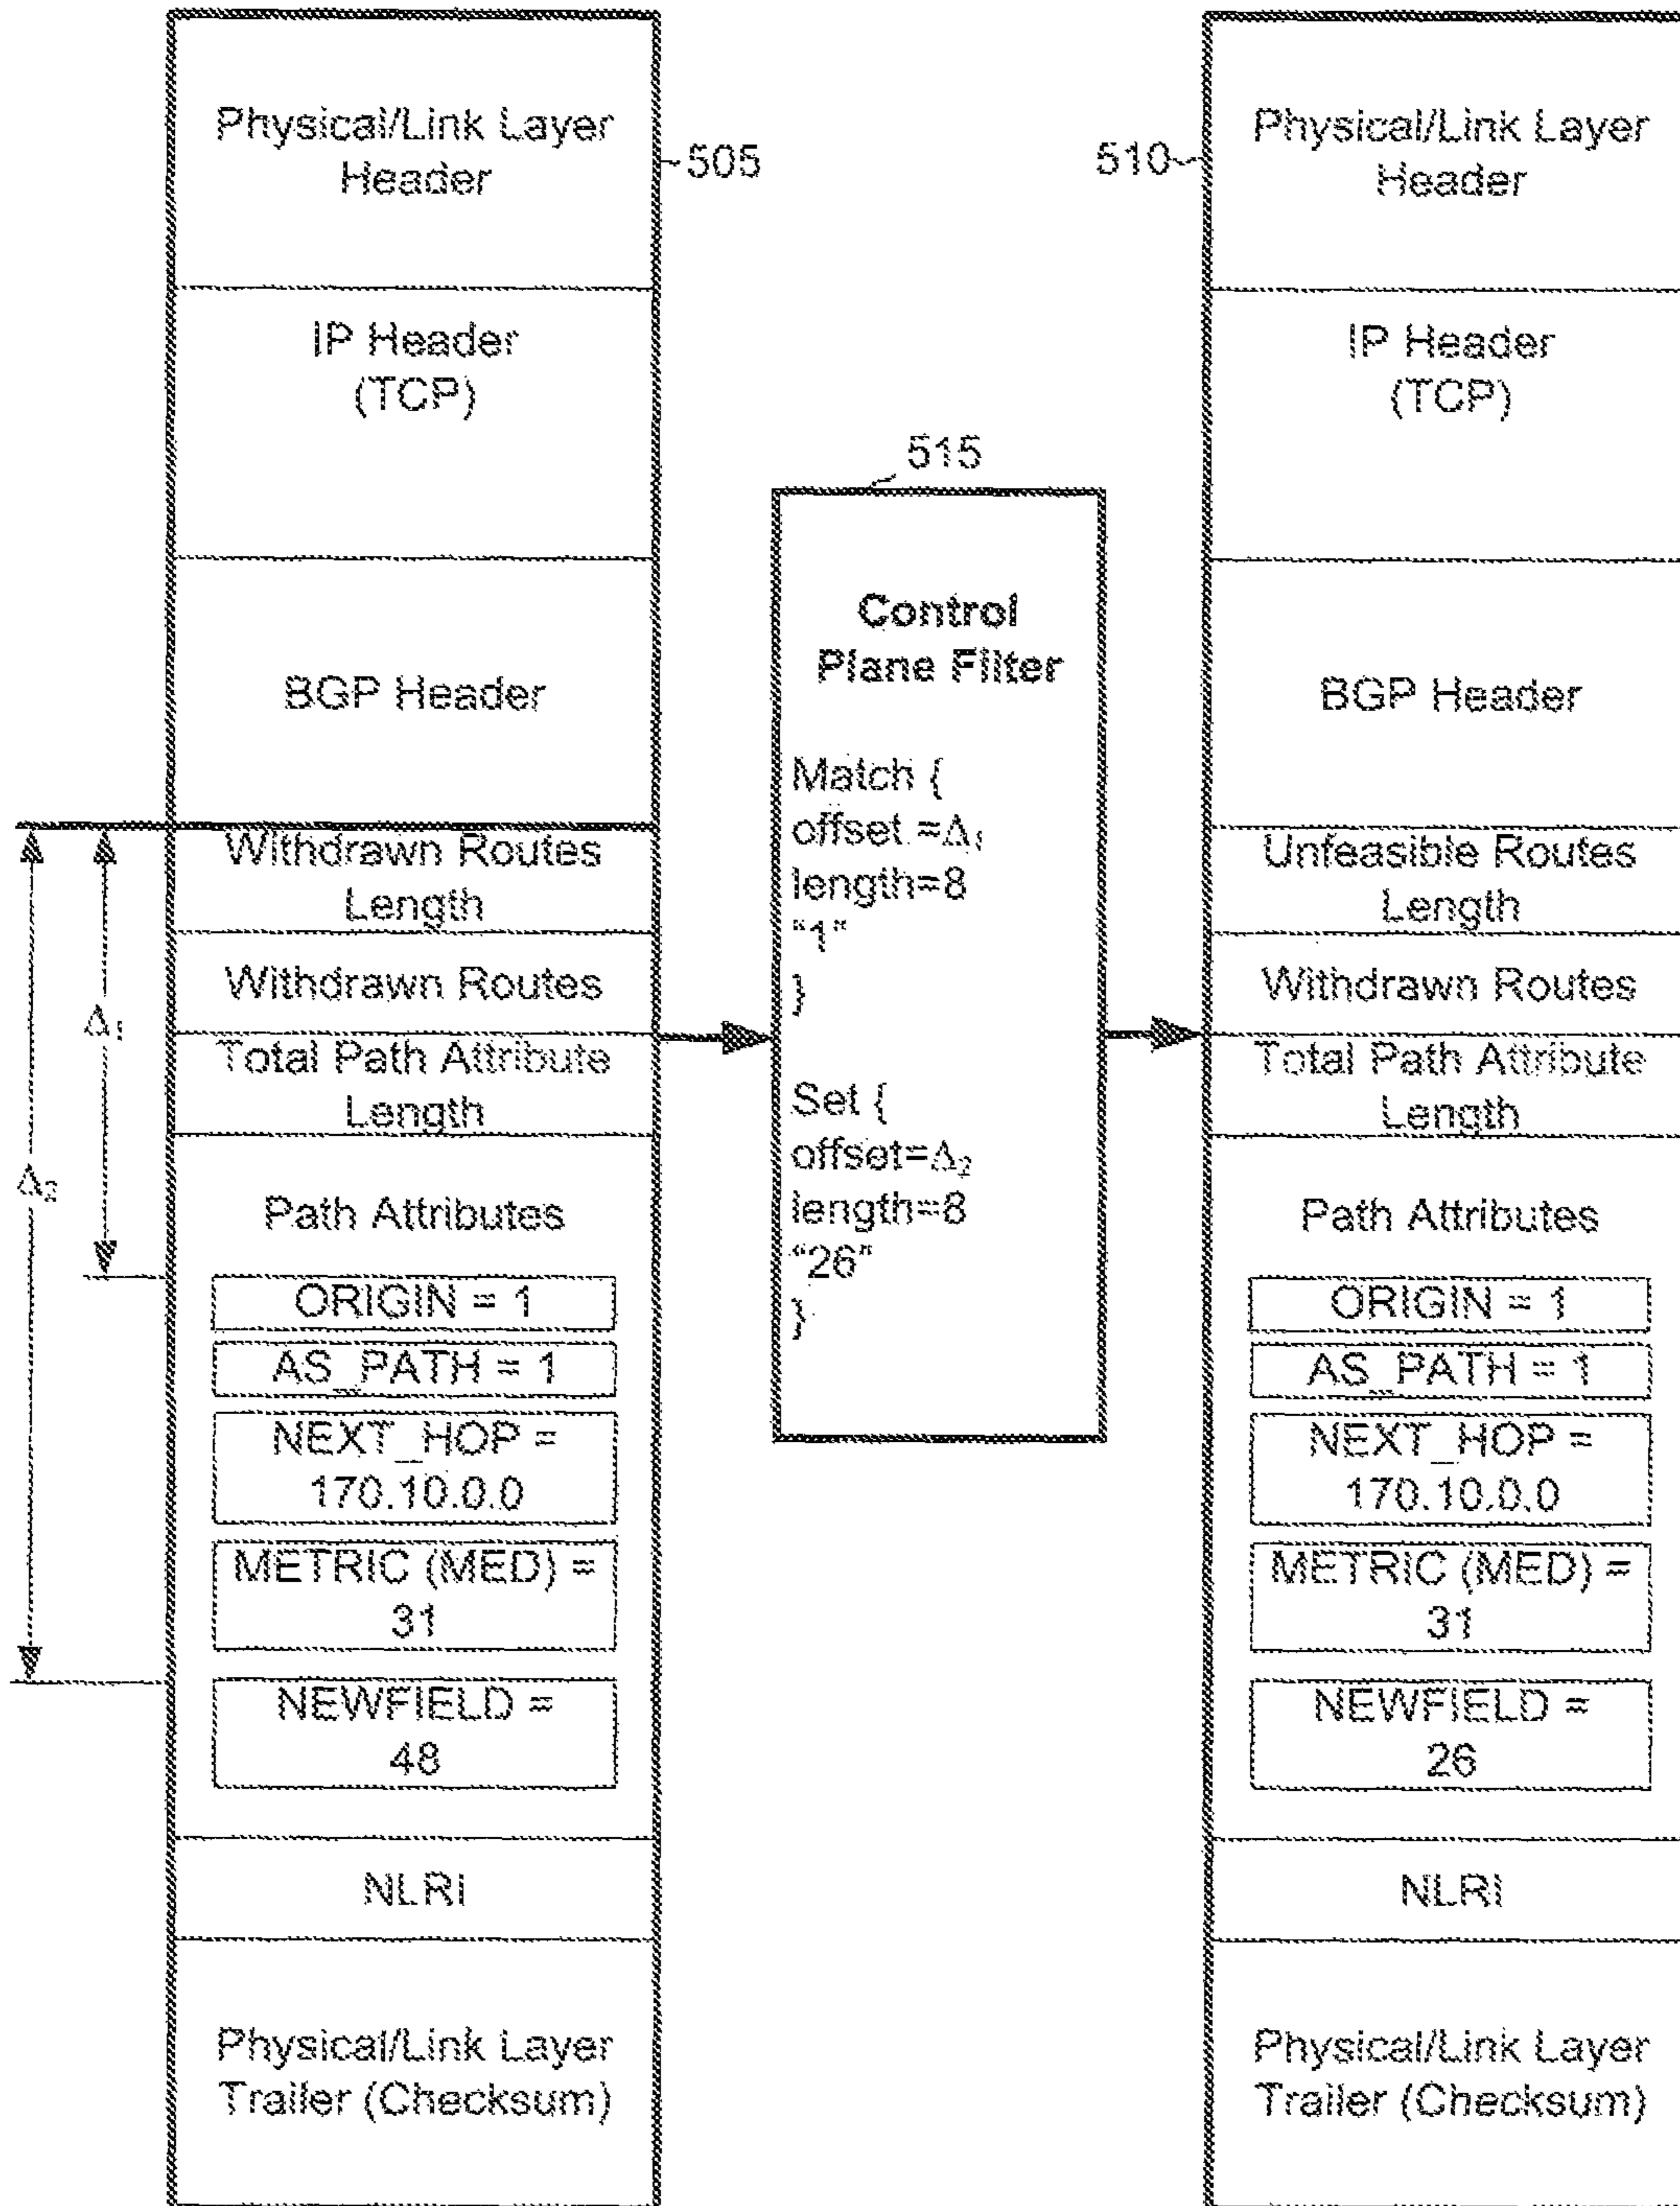 Physical/Link Layer
Header
505
IP Header
(TCP)
BGP Header
Withdrawn Routes
Length
Withdrawn Routes
Total Path Attribute
Length
Path Attributes
ORIGIN = 1
AS_PATH = 1
NEXT_HOP =
170.10.0.0
METRIC (MED) =
31
NEWFIELD =
48
NLRI
Physical/Link Layer
Trailer (Checksum)
Δ₁
Δ₂
515
Control
Plane Filter
Match {
offset =Δ₁
length=8
"1"
}
Set {
offset=Δ₂
length=8
"26"
}
510
Physical/Link Layer
Header
IP Header
(TCP)
BGP Header
Unfeasible Routes
Length
Withdrawn Routes
Total Path Attribute
Length
Path Attributes
ORIGIN = 1
AS_PATH = 1
NEXT_HOP =
170.10.0.0
METRIC (MED) =
31
NEWFIELD =
26
NLRI
Physical/Link Layer
Trailer (Checksum)